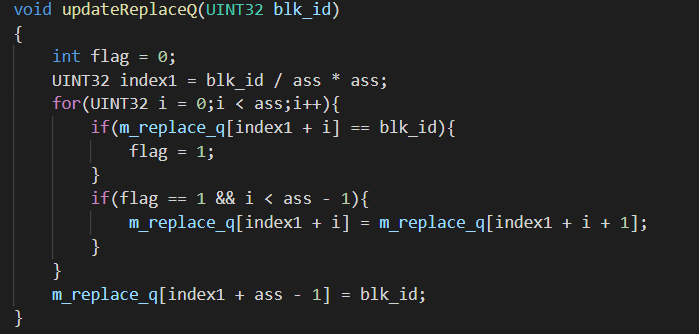 void updateReplaceQ(UINT32 blk_id)
{
    int flag = 0;
    UINT32 index1 = blk_id / ass * ass;
    for(UINT32 i = 0;i < ass;i++){
        if(m_replace_q[index1 + i] == blk_id){
            flag = 1;
        }
        if(flag == 1 && i < ass - 1){
            m_replace_q[index1 + i] = m_replace_q[index1 + i + 1];
        }
    }
    m_replace_q[index1 + ass - 1] = blk_id;
}